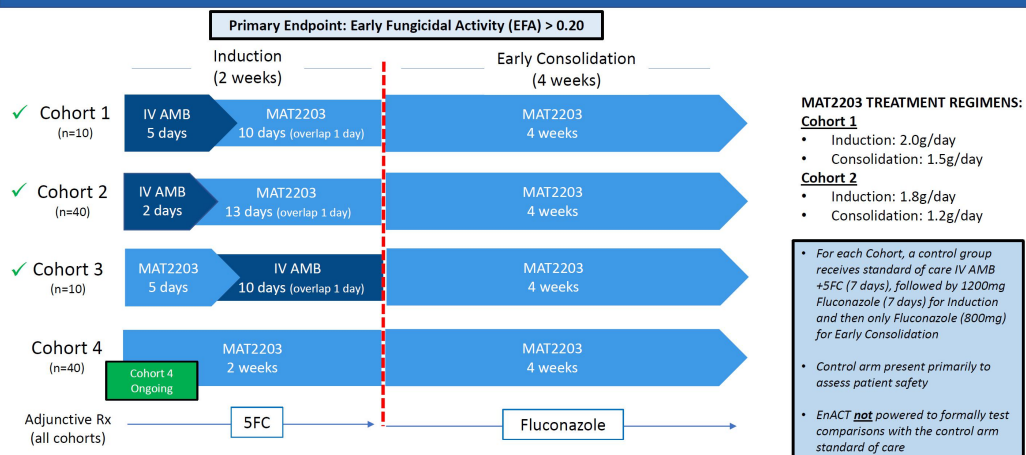 Primary Endpoint: Early Fungicidal Activity (EFA) > 0.20
Induction
(2 weeks)
Early Consolidation
(4 weeks)
✓ Cohort 1
(n=10)
IV AMB
5 days
MAT2203
10 days (overlap 1 day)
MAT2203
4 weeks
✓ Cohort 2
(n=40)
IV AMB
2 days
MAT2203
13 days (overlap 1 day)
MAT2203
4 weeks
✓ Cohort 3
(n=10)
MAT2203
5 days
IV AMB
10 days (overlap 1 day)
MAT2203
4 weeks
Cohort 4
(n=40)
Cohort 4
Ongoing
MAT2203
2 weeks
MAT2203
4 weeks
Adjunctive Rx
(all cohorts)
5FC
Fluconazole
MAT2203 TREATMENT REGIMENS:
Cohort 1
• Induction: 2.0g/day
• Consolidation: 1.5g/day
Cohort 2
• Induction: 1.8g/day
• Consolidation: 1.2g/day
• For each Cohort, a control group
receives standard of care IV AMB
+5FC (7 days), followed by 1200mg
Fluconazole (7 days) for Induction
and then only Fluconazole (800mg)
for Early Consolidation
• Control arm present primarily to
assess patient safety
• EnACT not powered to formally test
comparisons with the control arm
standard of care